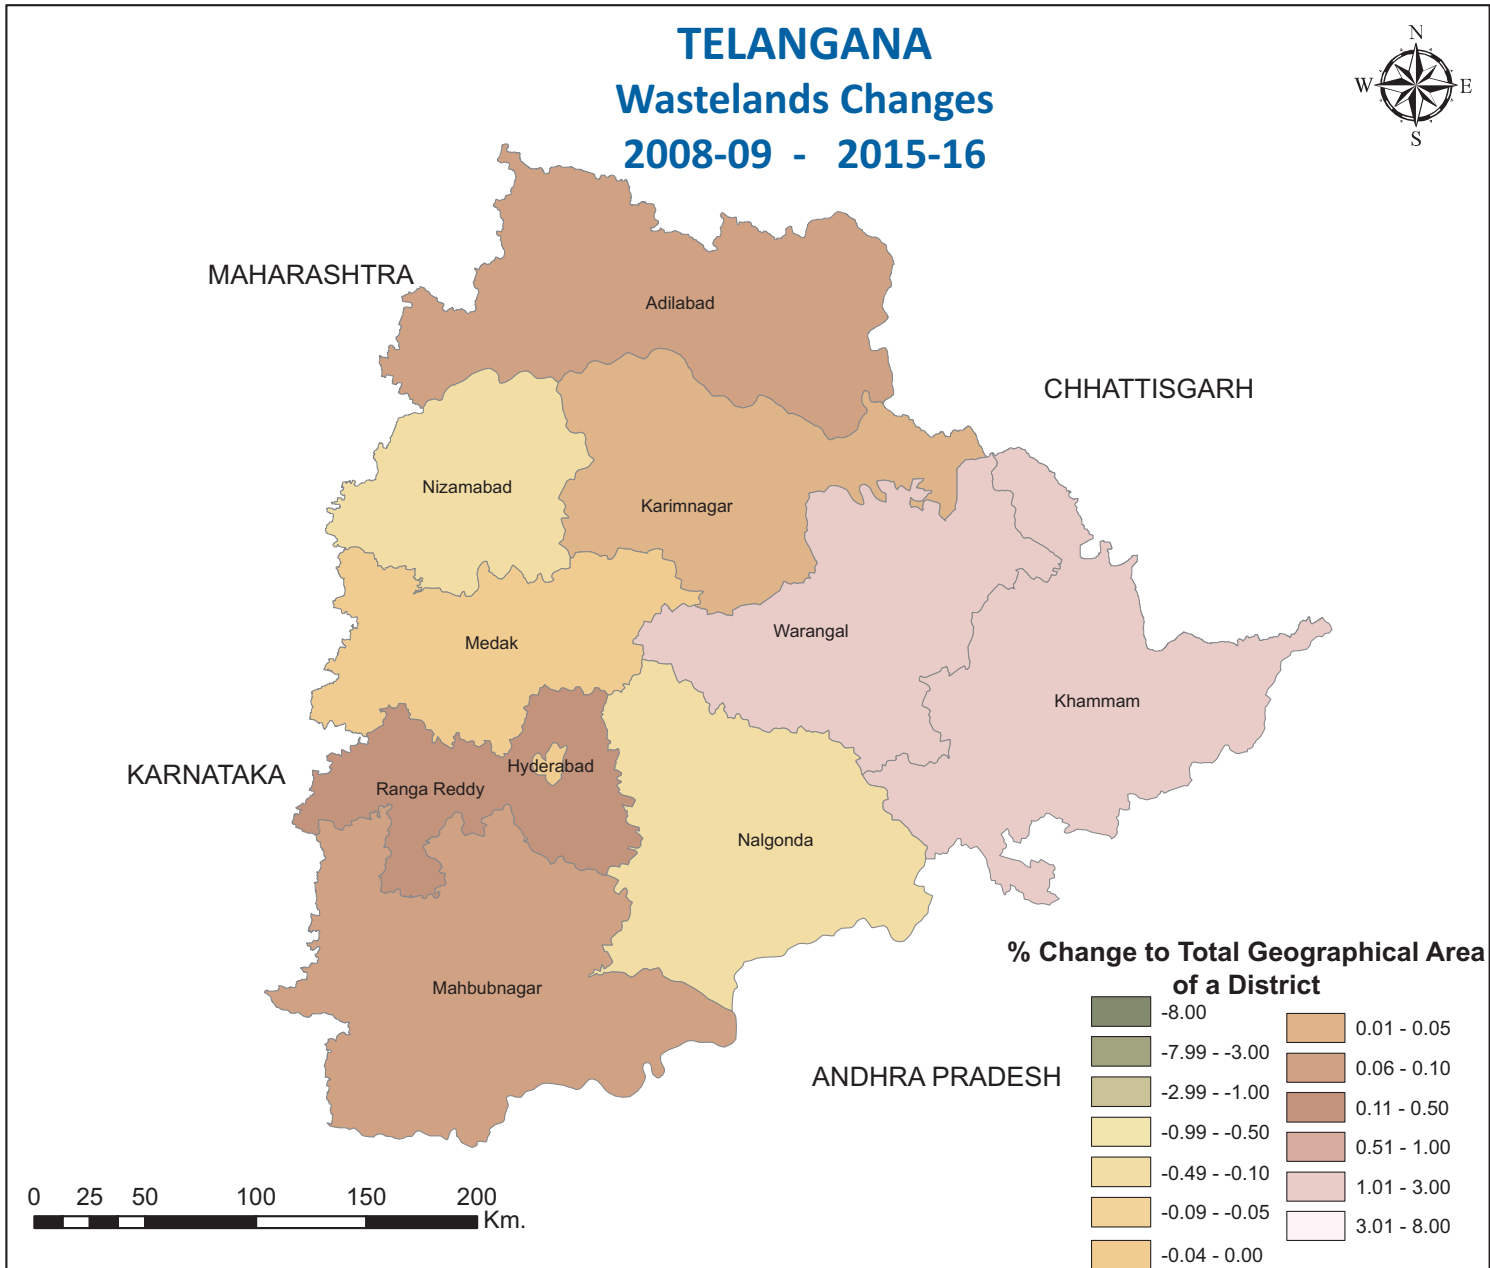 TELANGANA
Wastelands Changes
2008-09 - 2015-16
N
W
E
S
MAHARASHTRA
Adilabad
CHHATTISGARH
Nizamabad
Karimnagar
Warangal
Medak
Khammam
Hyderabad
KARNATAKA
Ranga Reddy
Nalgonda
Mahbubnagar
ANDHRA PRADESH
% Change to Total Geographical Area
of a District
-8.00
-7.99 - -3.00
-2.99 - -1.00
-0.99 - -0.50
-0.49 - -0.10
-0.09 - -0.05
-0.04 - 0.00
0.01 - 0.05
0.06 - 0.10
0.11 - 0.50
0.51 - 1.00
1.01 - 3.00
3.01 - 8.00
0 25 50 100 150 200
Km.